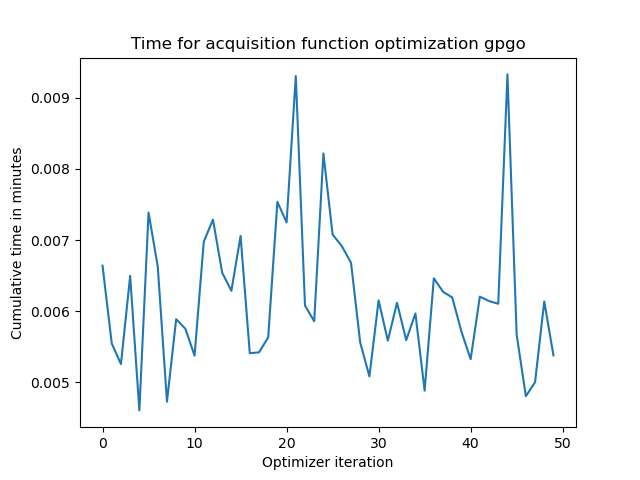 Time for acquisition function optimization gpgo
0.009
0.008
0.007
0.006
0.005
Cumulative time in minutes
0 10 20 30 40 50
Optimizer iteration